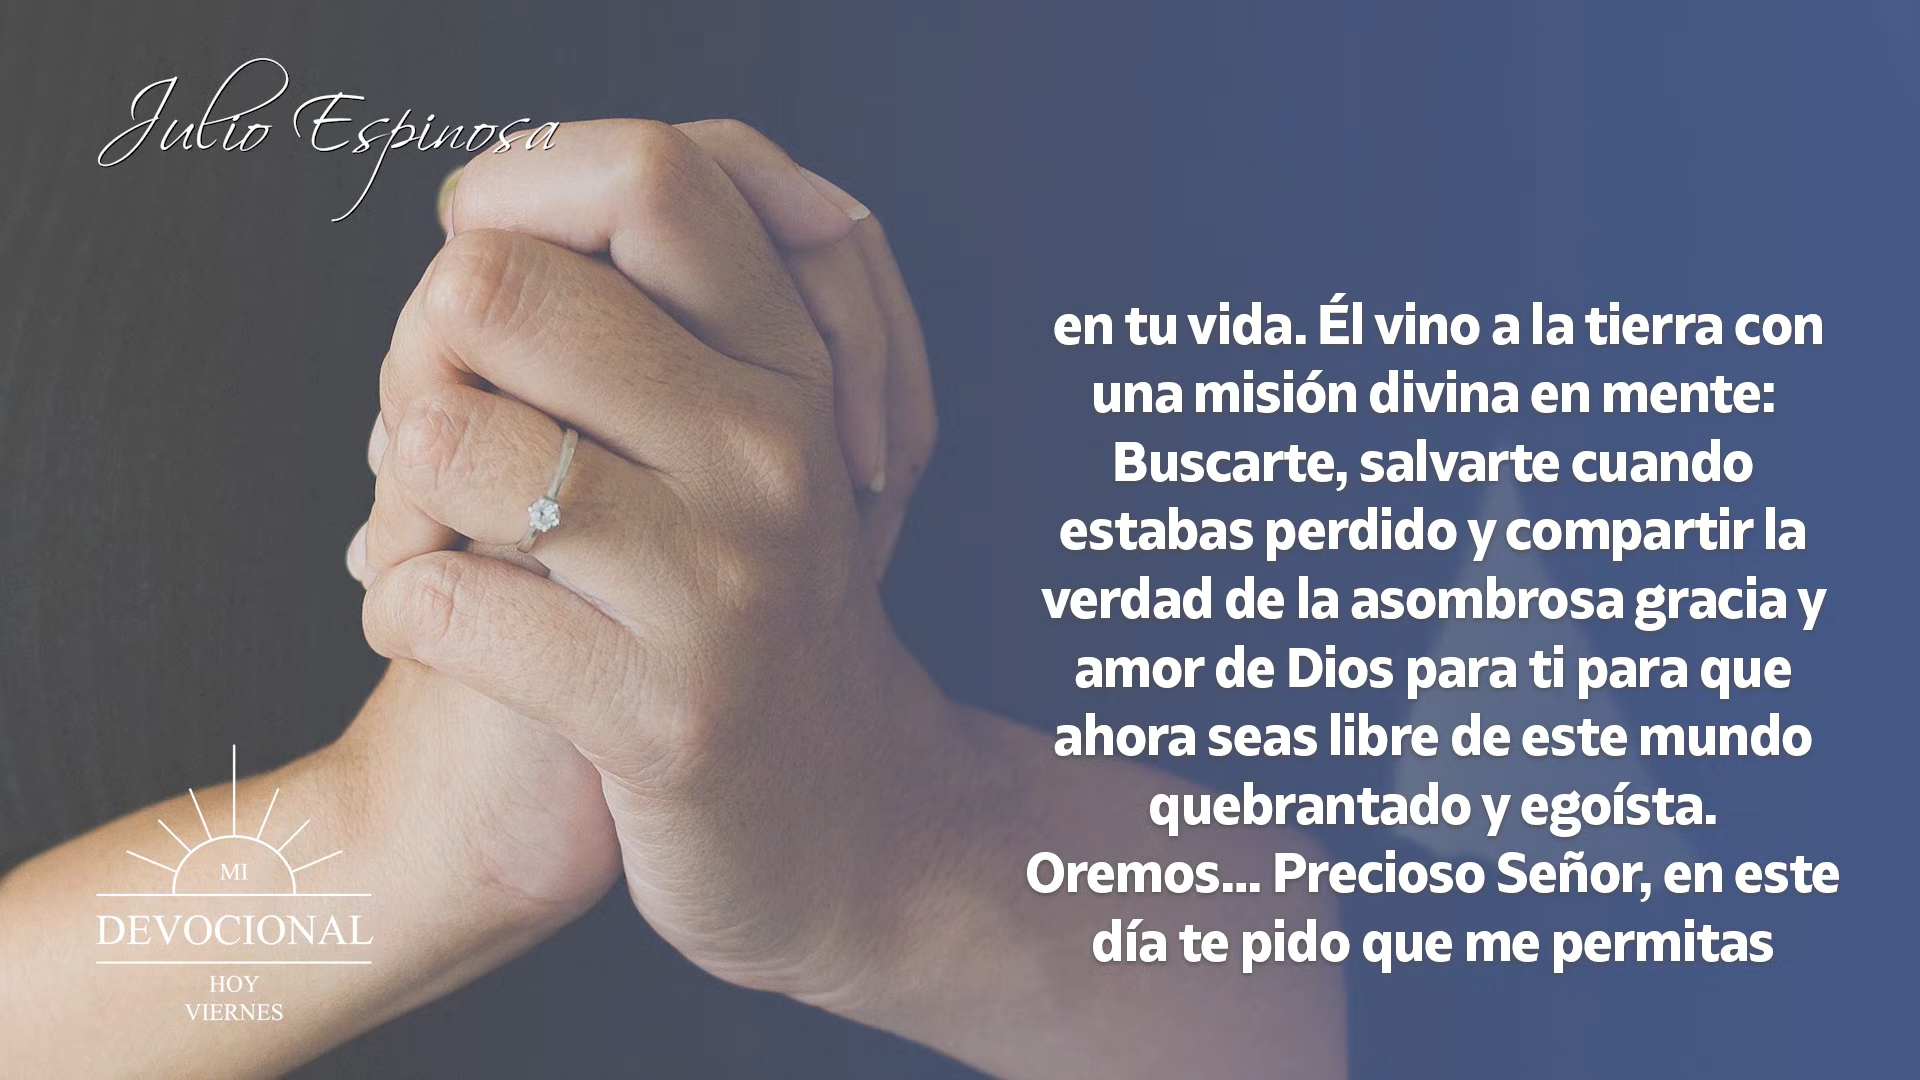 Julio Espinosa
en tu vida. Él vino a la tierra con
una misión divina en mente:
Buscarte, salvarte cuando
estabas perdido y compartir la
verdad de la asombrosa gracia y
amor de Dios para ti para que
ahora seas libre de este mundo
quebrantado y egoísta.
Oremos... Precioso Señor, en este
día te pido que me permitas
MI
DEVOCIONAL
HOY
VIERNES